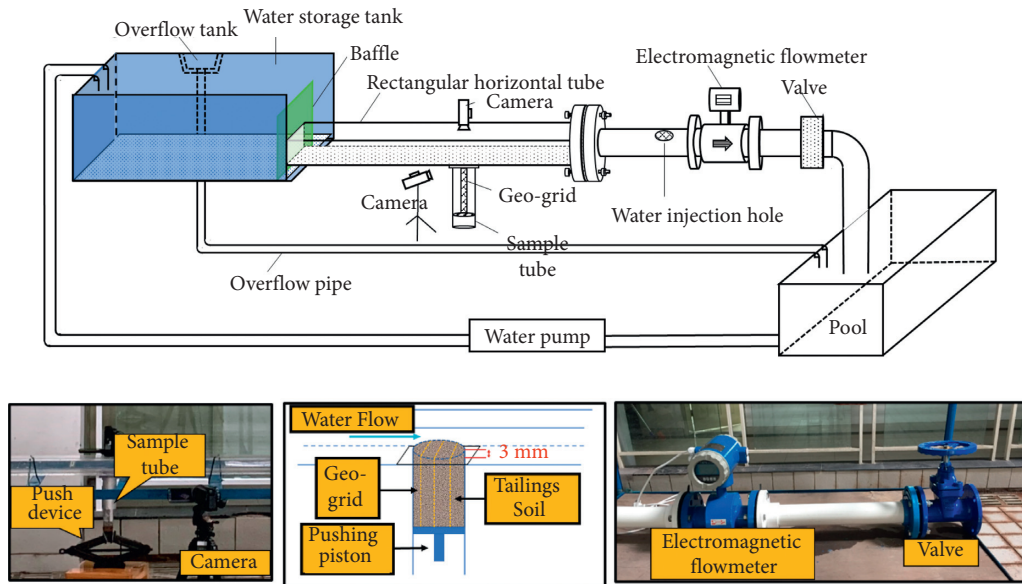 Water storage tank
Overflow tank
Baffle
Rectangular horizontal tube
Camera
Electromagnetic flowmeter
Valve
Camera
Geo-grid
Water injection hole
Sample
tube
Overflow pipe
Water pump
Pool
Sample
tube
Push
device
Camera
Water Flow
3 mm
Geo-
grid
Tailings
Soil
Pushing
piston
Electromagnetic
flowmeter
Valve